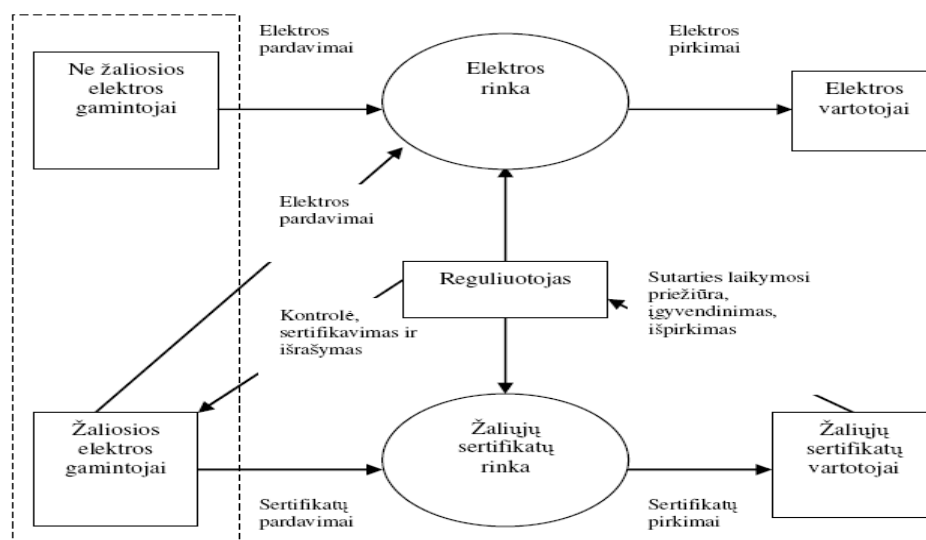 Elektros
pardavimai
Elektros
pirkimai
Ne žaliosios
elektros
gamintojai
Elektros
rinka
Elektros
vartotojai
Elektros
pardavimai
Reguliuotojas
Sutarties laikymosi
priežiūra,
įgyvendinimas,
išpirkimas
Kontrolė,
sertifikavimas ir
išrašymas
Žaliosios
elektros
gamintojai
Žaliųjų
sertifikatų
rinka
Žaliųjų
sertifikatų
vartotojai
Sertifikatų
pardavimai
Sertifikatų
pirkimai